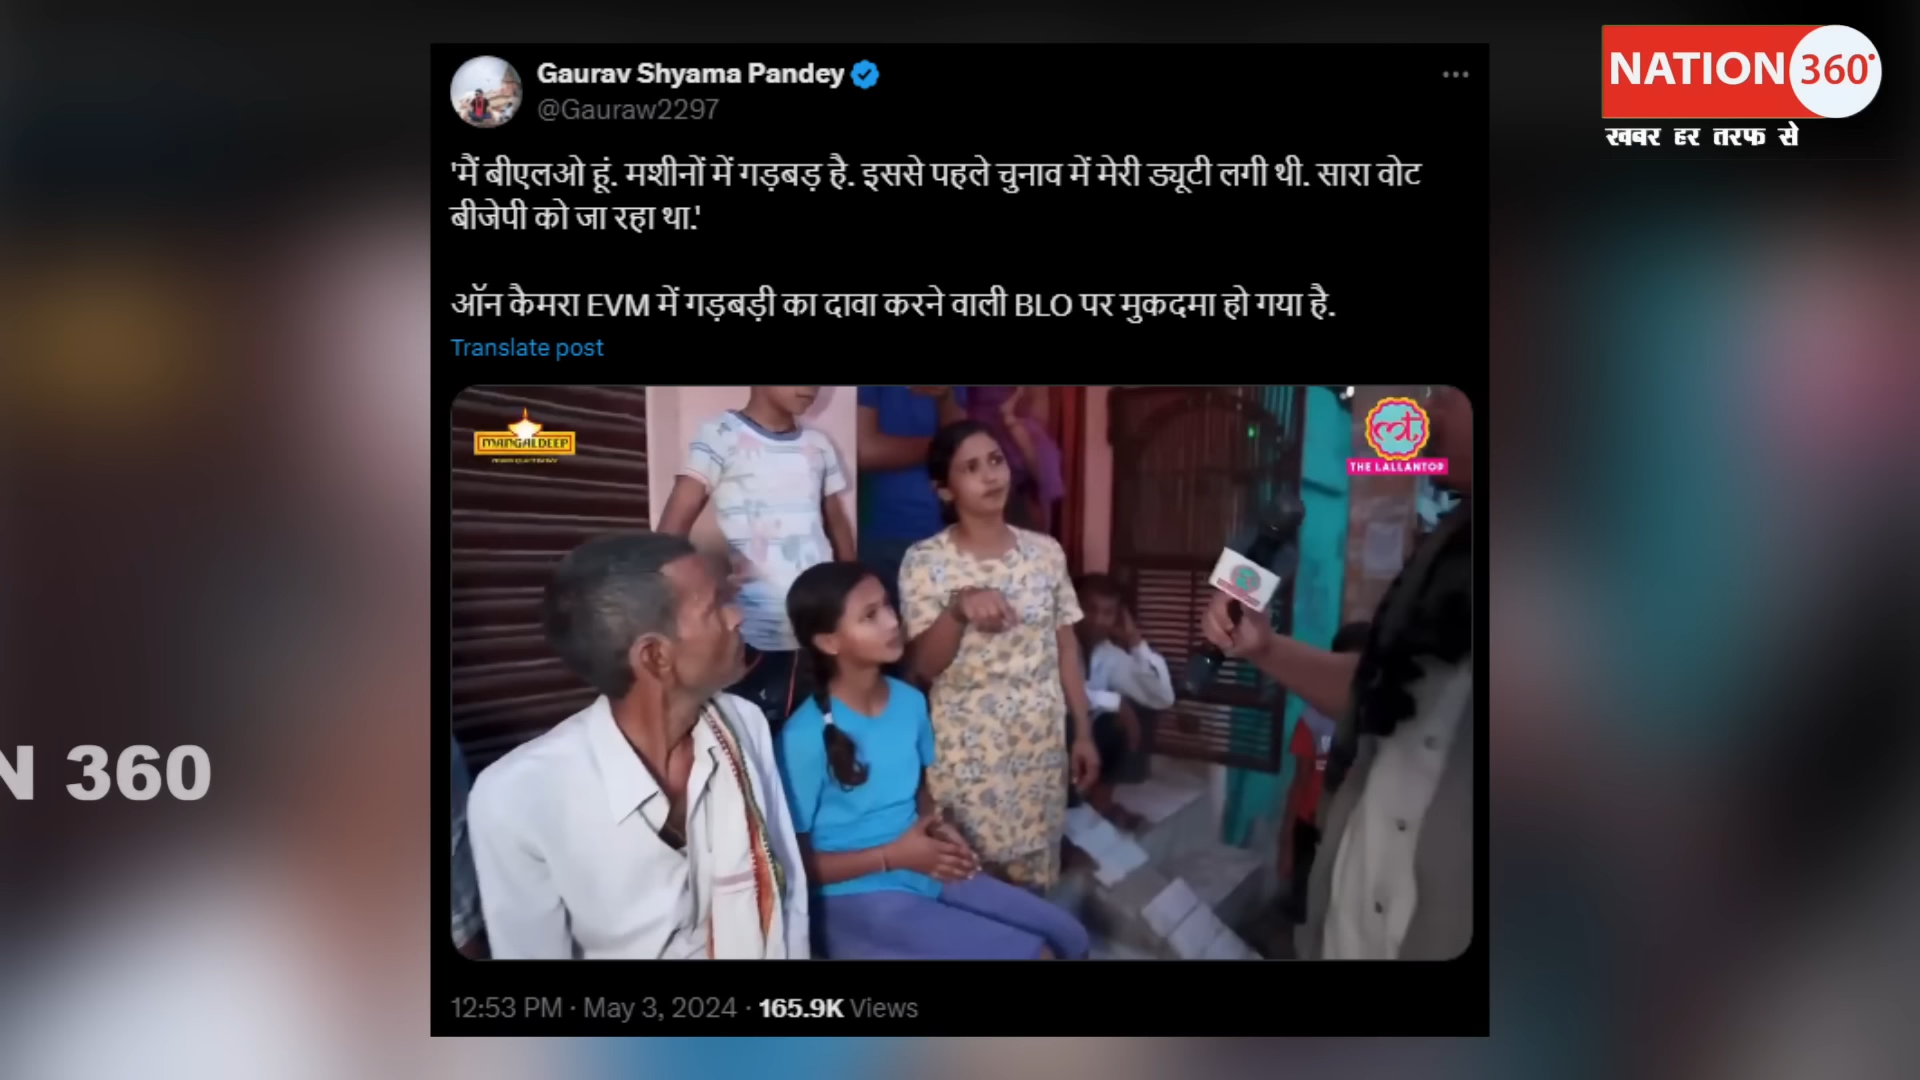 Gaurav Shyama Pandey
@Gauraw2297
'मैं बीएलओ हूं. मशीनों में गड़बड़ है. इससे पहले चुनाव में मेरी ड्यूटी लगी थी. सारा वोट
बीजेपी को जा रहा था.'
ऑन कैमरा EVM में गड़बड़ी का दावा करने वाली BLO पर मुकदमा हो गया है.
Translate post
MANGALDEEP
THE LALLANTOP
12:53 PM · May 3, 2024 · 165.9K Views
NATION 360°
खबर हर तरफ से
N 360